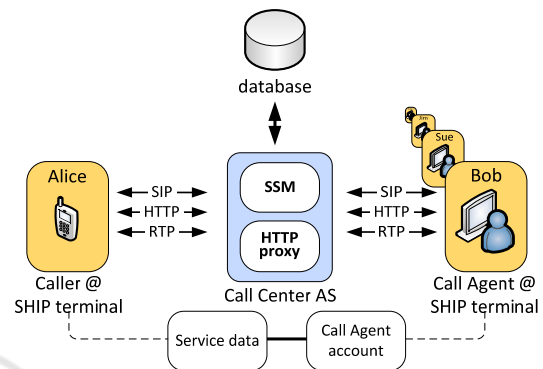 database
Jim
Sue
Alice
Bob
SSM
HTTP
proxy
SIP
HTTP
RTP
SIP
HTTP
RTP
Caller @
SHIP terminal
Call Center AS
Call Agent @
SHIP terminal
Service data
Call Agent
account